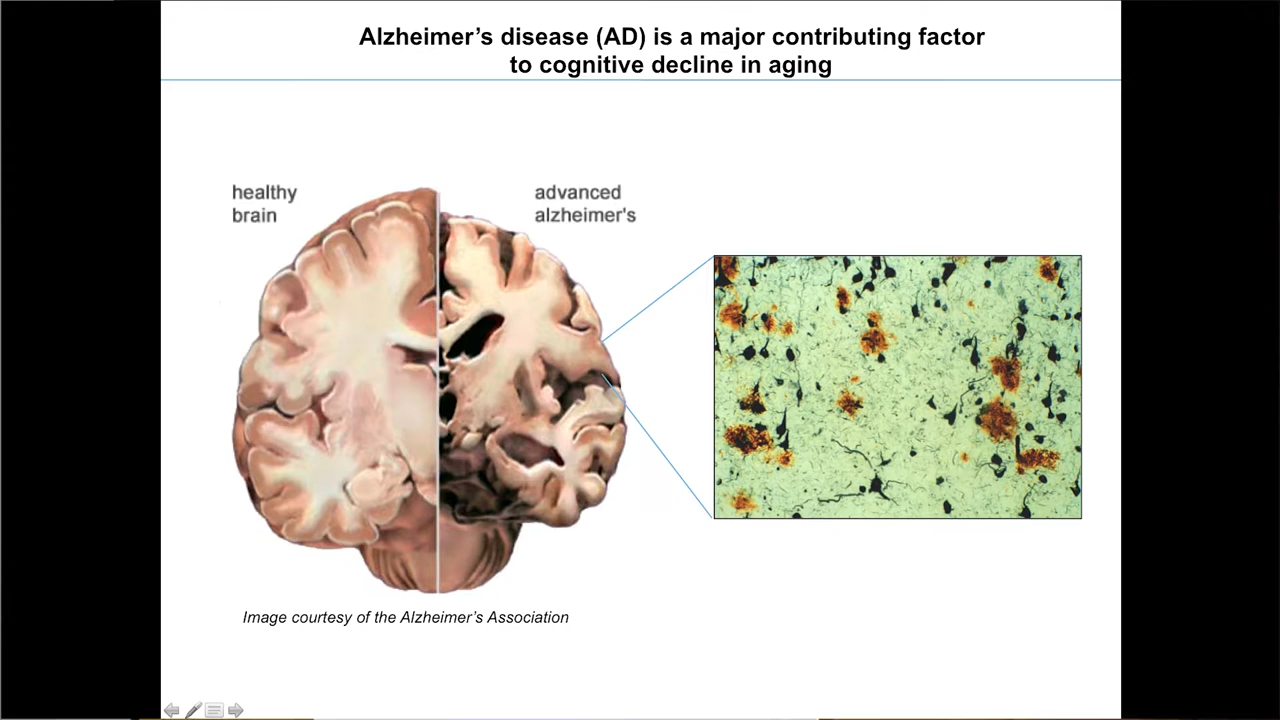 Alzheimer’s disease (AD) is a major contributing factor
to cognitive decline in aging
healthy
brain
advanced
alzheimer's
Image courtesy of the Alzheimer’s Association